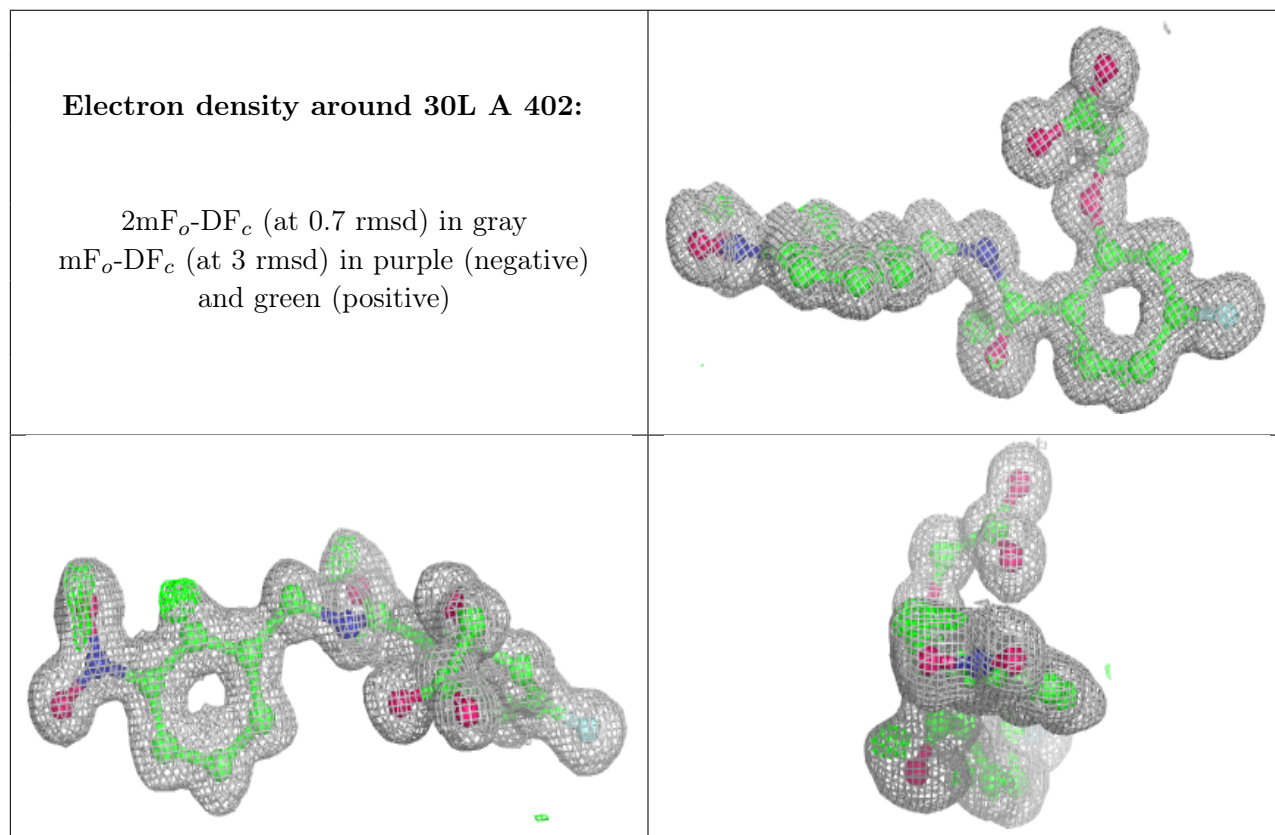 Electron density around 30L A 402:
2mFo-DFc (at 0.7 rmsd) in gray
mFo-DFc (at 3 rmsd) in purple (negative)
and green (positive)